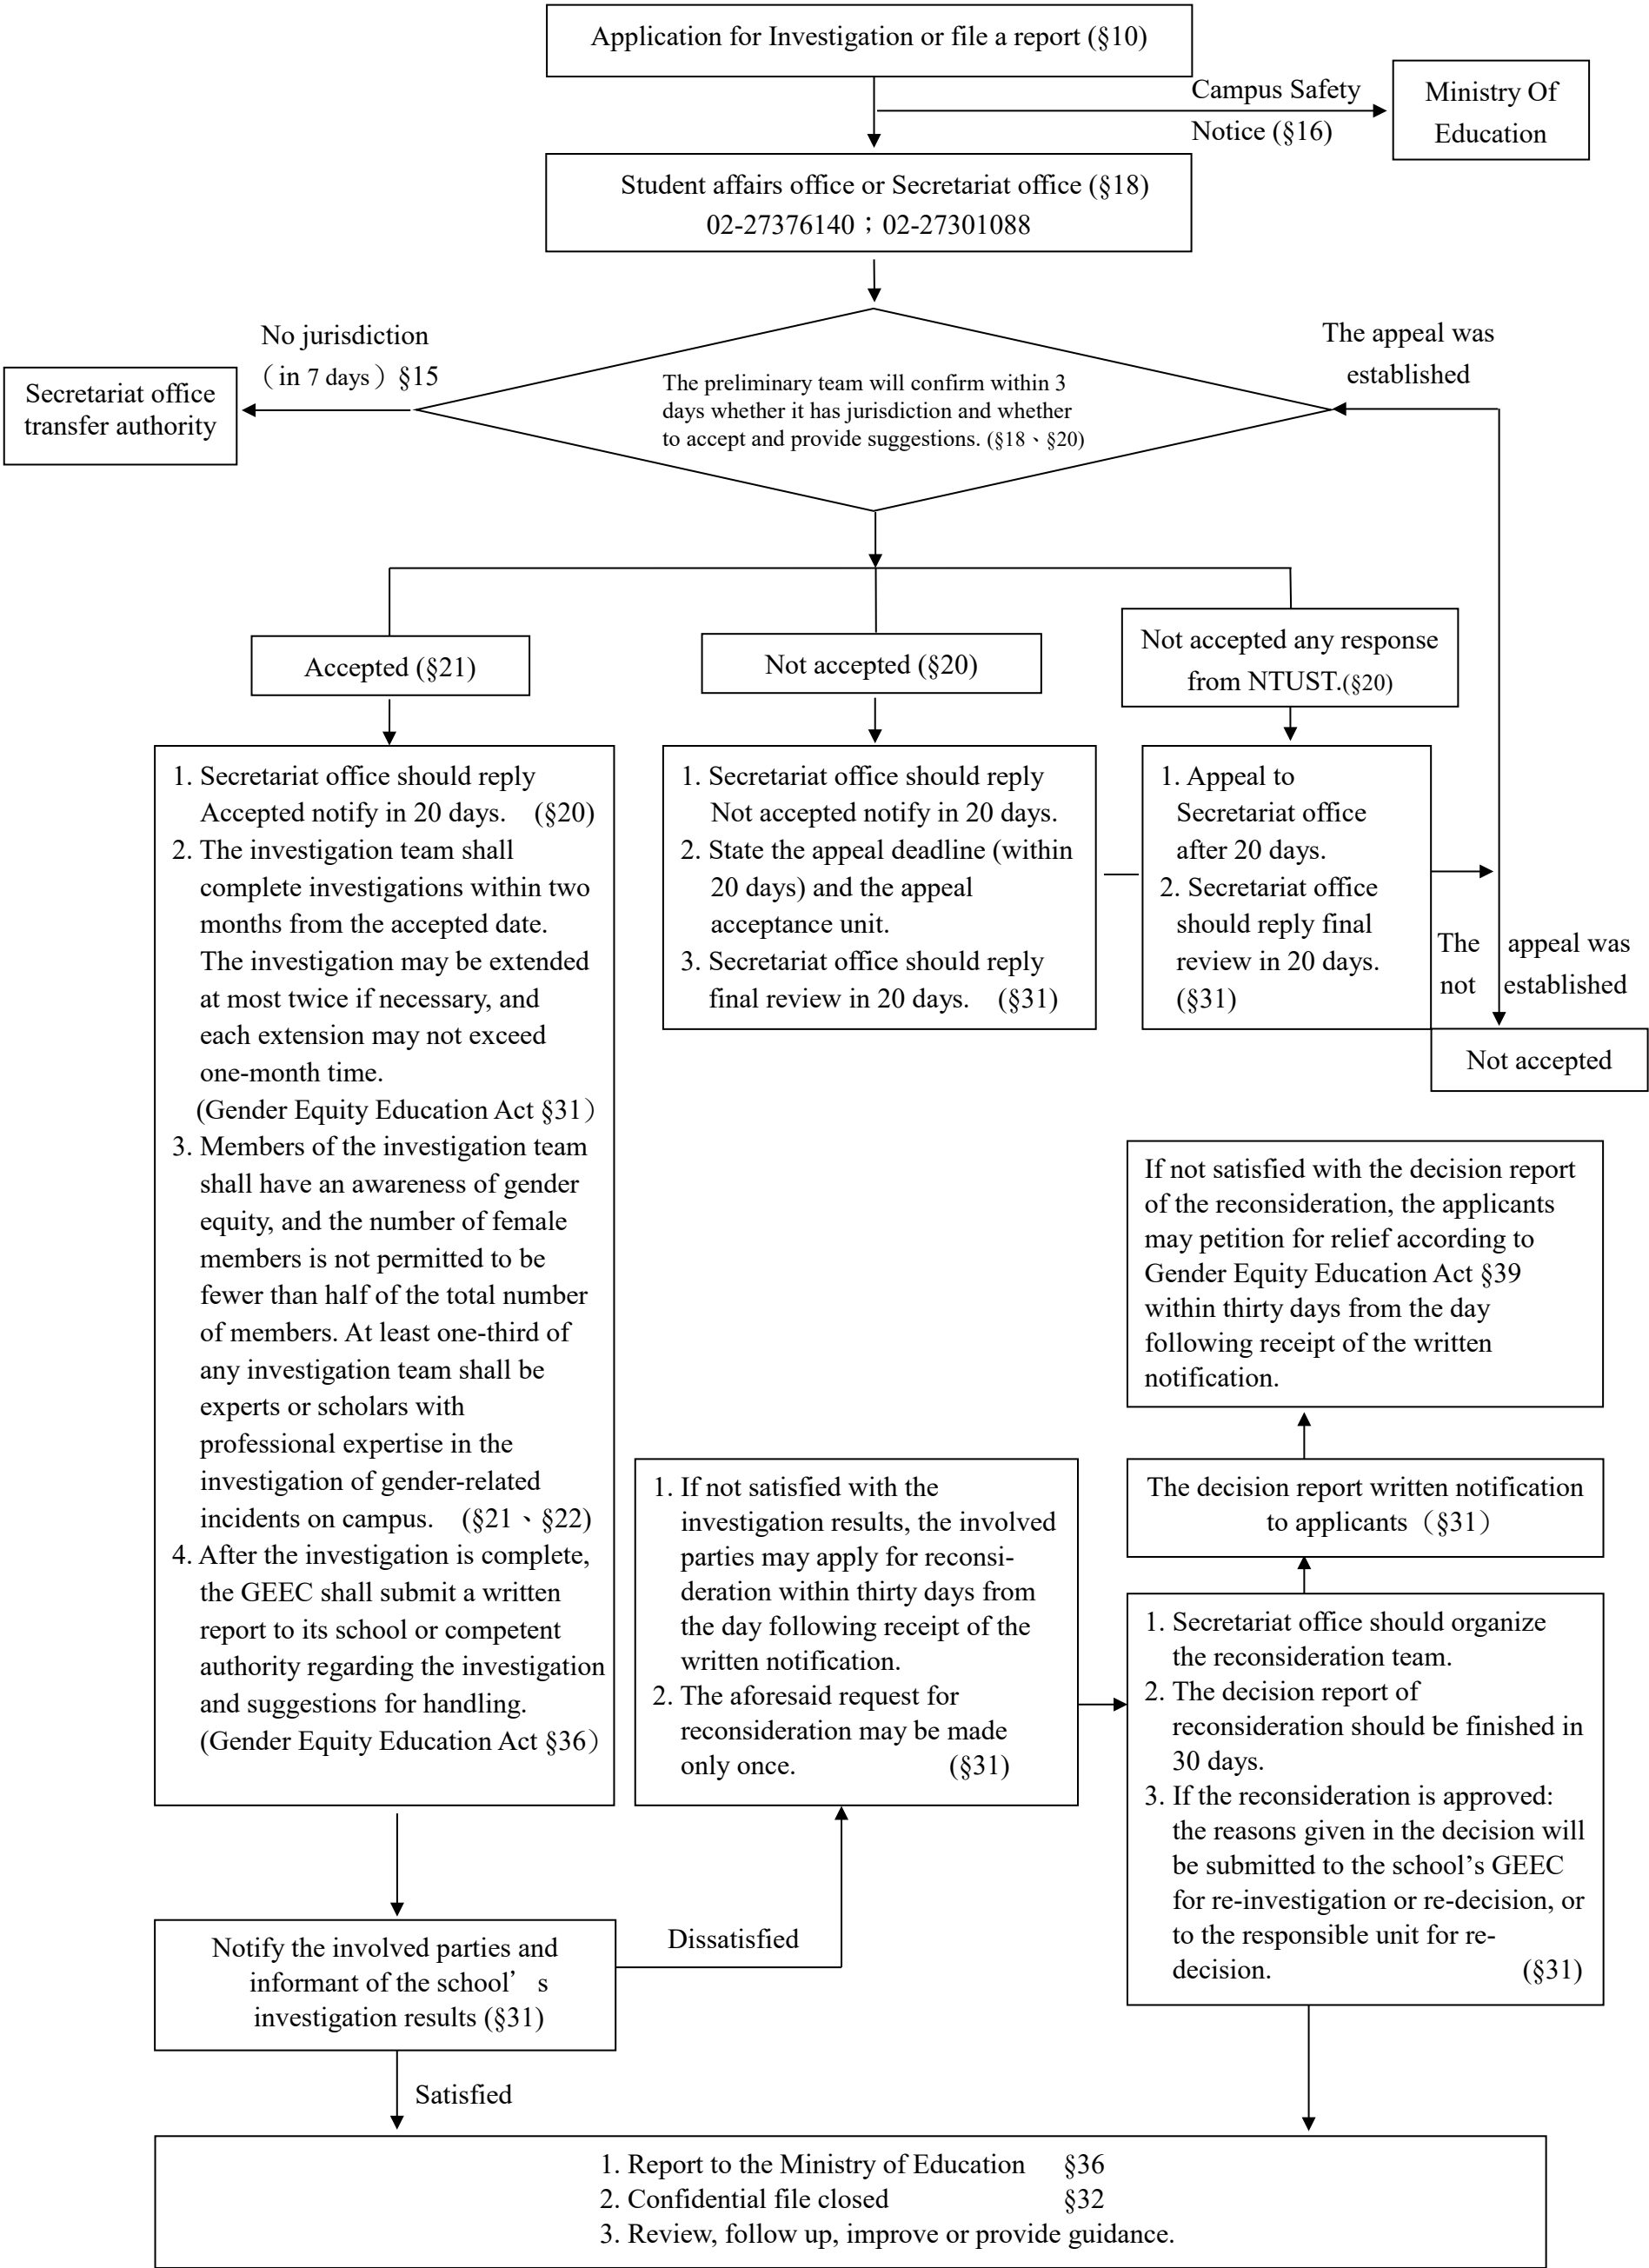 Application for Investigation or file a report (§10)
Campus Safety
Notice (§16)
Ministry Of
Education
Student affairs office or Secretariat office (§18)
02-27376140；02-27301088
No jurisdiction
（in 7 days）§15
Secretariat office
transfer authority
The preliminary team will confirm within 3
days whether it has jurisdiction and whether
to accept and provide suggestions. (§18、§20)
The appeal was
established
Accepted (§21)
Not accepted (§20)
Not accepted any response
from NTUST.(§20)
1. Secretariat office should reply
Accepted notify in 20 days. (§20)
2. The investigation team shall
complete investigations within two
months from the accepted date.
The investigation may be extended
at most twice if necessary, and
each extension may not exceed
one-month time.
(Gender Equity Education Act §31）
3. Members of the investigation team
shall have an awareness of gender
equity, and the number of female
members is not permitted to be
fewer than half of the total number
of members. At least one-third of
any investigation team shall be
experts or scholars with
professional expertise in the
investigation of gender-related
incidents on campus. (§21、§22)
4. After the investigation is complete,
the GEEC shall submit a written
report to its school or competent
authority regarding the investigation
and suggestions for handling.
(Gender Equity Education Act §36）
1. Secretariat office should reply
Not accepted notify in 20 days.
2. State the appeal deadline (within
20 days) and the appeal
acceptance unit.
3. Secretariat office should reply
final review in 20 days. (§31)
1. Appeal to
Secretariat office
after 20 days.
2. Secretariat office
should reply final
review in 20 days.
(§31)
The appeal was
not established
Not accepted
If not satisfied with the decision report
of the reconsideration, the applicants
may petition for relief according to
Gender Equity Education Act §39
within thirty days from the day
following receipt of the written
notification.
The decision report written notification
to applicants（§31）
1. If not satisfied with the
investigation results, the involved
parties may apply for reconsi-
deration within thirty days from
the day following receipt of the
written notification.
2. The aforesaid request for
reconsideration may be made
only once. (§31)
1. Secretariat office should organize
the reconsideration team.
2. The decision report of
reconsideration should be finished in
30 days.
3. If the reconsideration is approved:
the reasons given in the decision will
be submitted to the school’s GEEC
for re-investigation or re-decision, or
to the responsible unit for re-
decision. (§31)
Notify the involved parties and
informant of the school’s
investigation results (§31)
Dissatisfied
Satisfied
1. Report to the Ministry of Education §36
2. Confidential file closed §32
3. Review, follow up, improve or provide guidance.